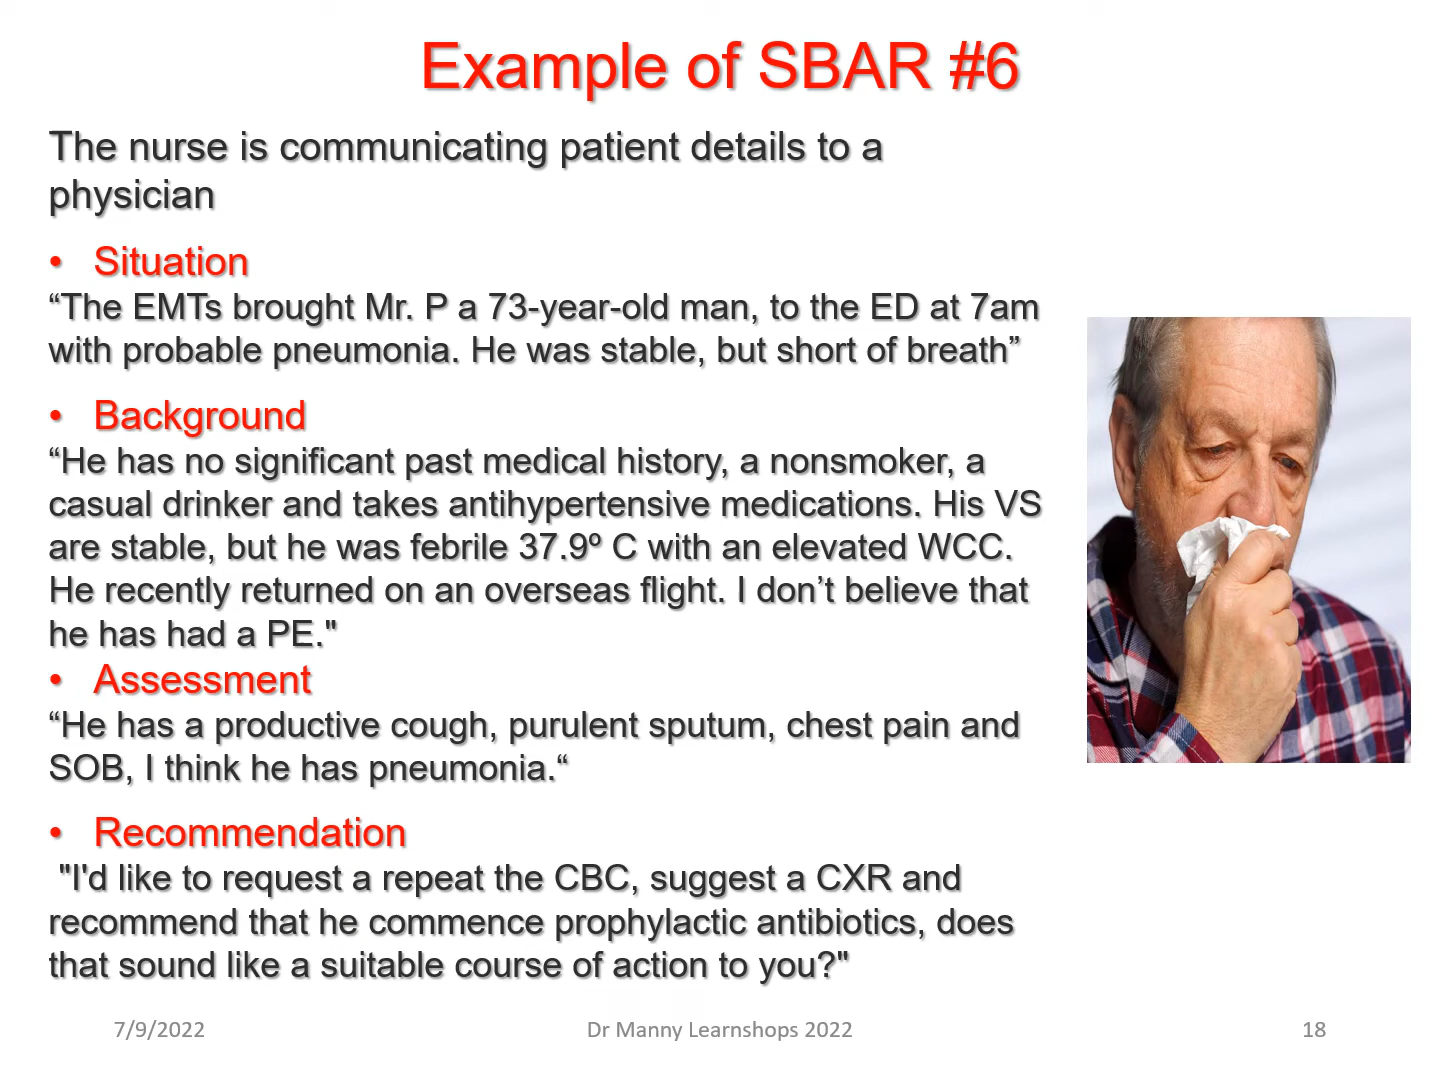 Example of SBAR #6
The nurse is communicating patient details to a
physician
• Situation
“The EMTs brought Mr. P a 73-year-old man, to the ED at 7am
with probable pneumonia. He was stable, but short of breath”
• Background
“He has no significant past medical history, a nonsmoker, a
casual drinker and takes antihypertensive medications. His VS
are stable, but he was febrile 37.9º C with an elevated WCC.
He recently returned on an overseas flight. I don’t believe that
he has had a PE."
• Assessment
“He has a productive cough, purulent sputum, chest pain and
SOB, I think he has pneumonia.“
• Recommendation
"I'd like to request a repeat the CBC, suggest a CXR and
recommend that he commence prophylactic antibiotics, does
that sound like a suitable course of action to you?"
7/9/2022
Dr Manny Learnshops 2022
18